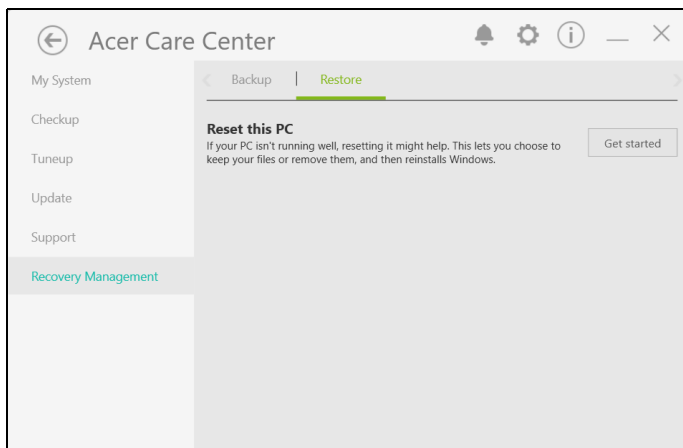 Acer Care Center
My System
Checkup
Tuneup
Update
Support
Recovery Management
Backup | Restore
Reset this PC
If your PC isn't running well, resetting it might help. This lets you choose to
keep your files or remove them, and then reinstalls Windows.
Get started